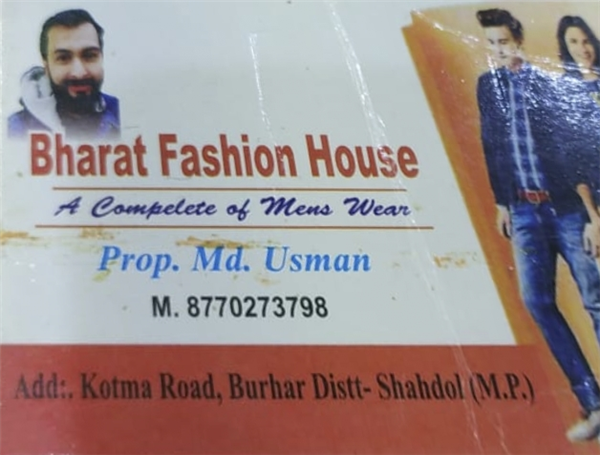 Bharat Fashion House
A Compelete of Mens Wear
Prop. Md. Usman
M. 8770273798
Add:. Kotma Road, Burhar Distt- Shahdol (M.P.)